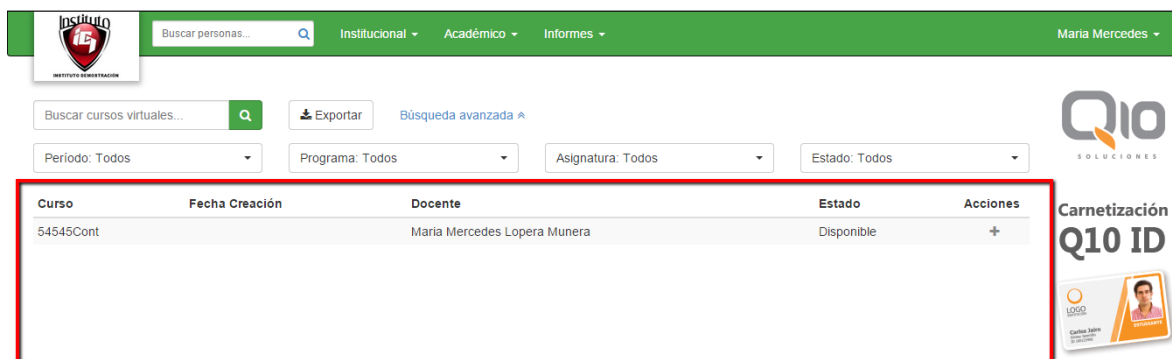 Instituto
INSTITUTO DEMOSTRACIÓN
Buscar personas...
Institucional
Académico
Informes
Maria Mercedes
Buscar cursos virtuales...
Exportar
Búsqueda avanzada
Período: Todos
Programa: Todos
Asignatura: Todos
Estado: Todos
Q10
SOLUCIONES
Curso Fecha Creación Docente Estado Acciones
54545Cont Maria Mercedes Lopera Munera Disponible
Carnetización
Q10 ID
LOGO
Carlos Jairo
ESTUDIANTE